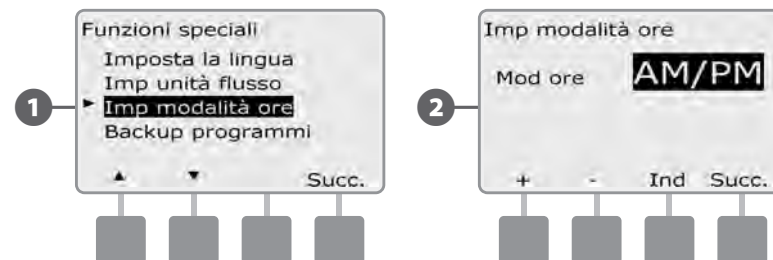 Funzioni speciali
Imposta la lingua
Imp unità flusso
1
► Imp modalità ore
Backup programmi
▲ ▼ Succ.
Imp modalità ore
2
Mod ore AM/PM
+ - Ind Succ.